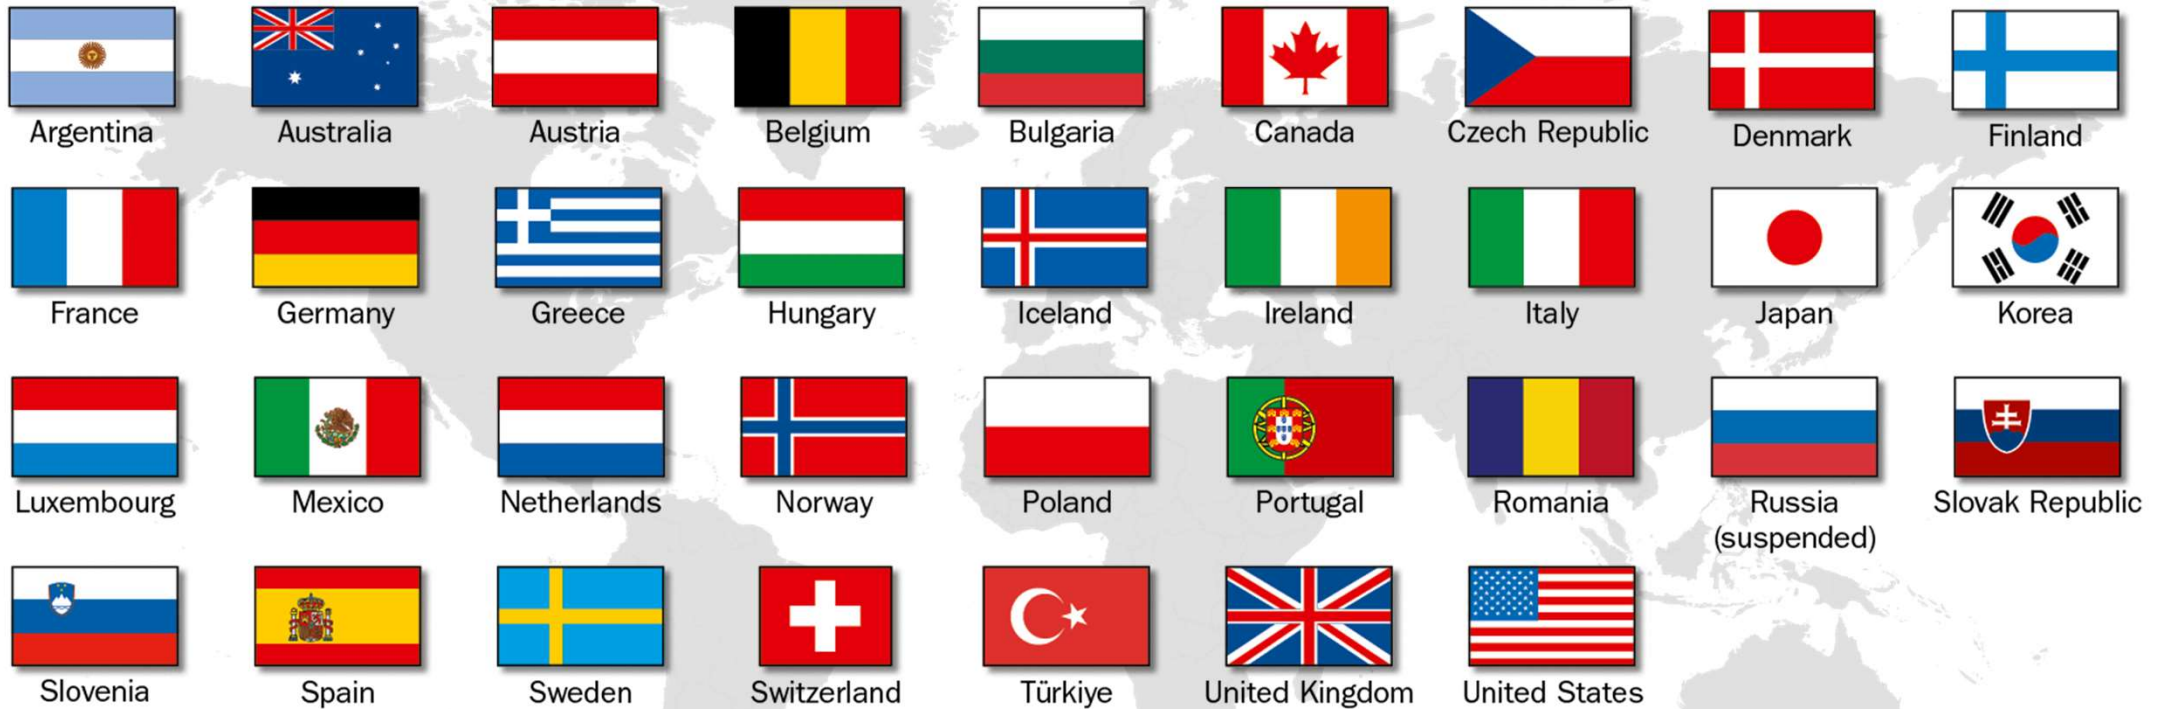 Argentina
Australia
Austria
Belgium
Bulgaria
Canada
Czech Republic
Denmark
Finland
France
Germany
Greece
Hungary
Iceland
Ireland
Italy
Japan
Korea
Luxembourg
Mexico
Netherlands
Norway
Poland
Portugal
Romania
Russia
(suspended)
Slovak Republic
Slovenia
Spain
Sweden
Switzerland
Türkiye
United Kingdom
United States